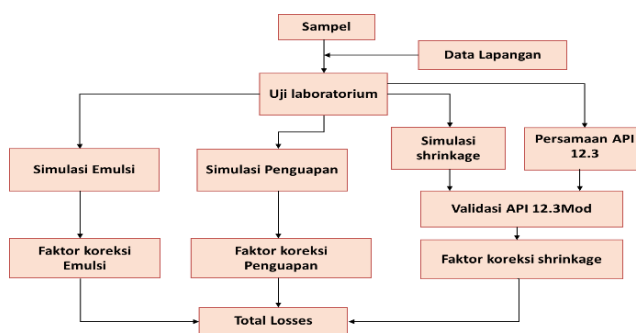 Sampel
Data Lapangan
Uji laboratorium
Simulasi Emulsi
Simulasi Penguapan
Simulasi
shrinkage
Persamaan API
12.3
Validasi API 12.3Mod
Faktor koreksi
Emulsi
Faktor koreksi
Penguapan
Faktor koreksi shrinkage
Total Losses